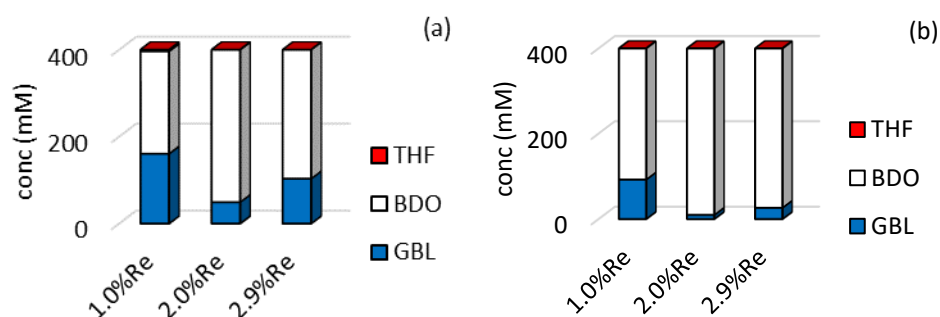 (a)
400
200
0
conc (mM)
1.0%Re
2.0%Re
2.9%Re
THF
BDO
GBL
(b)
400
200
0
conc (mM)
1.0%Re
2.0%Re
2.9%Re
THF
BDO
GBL